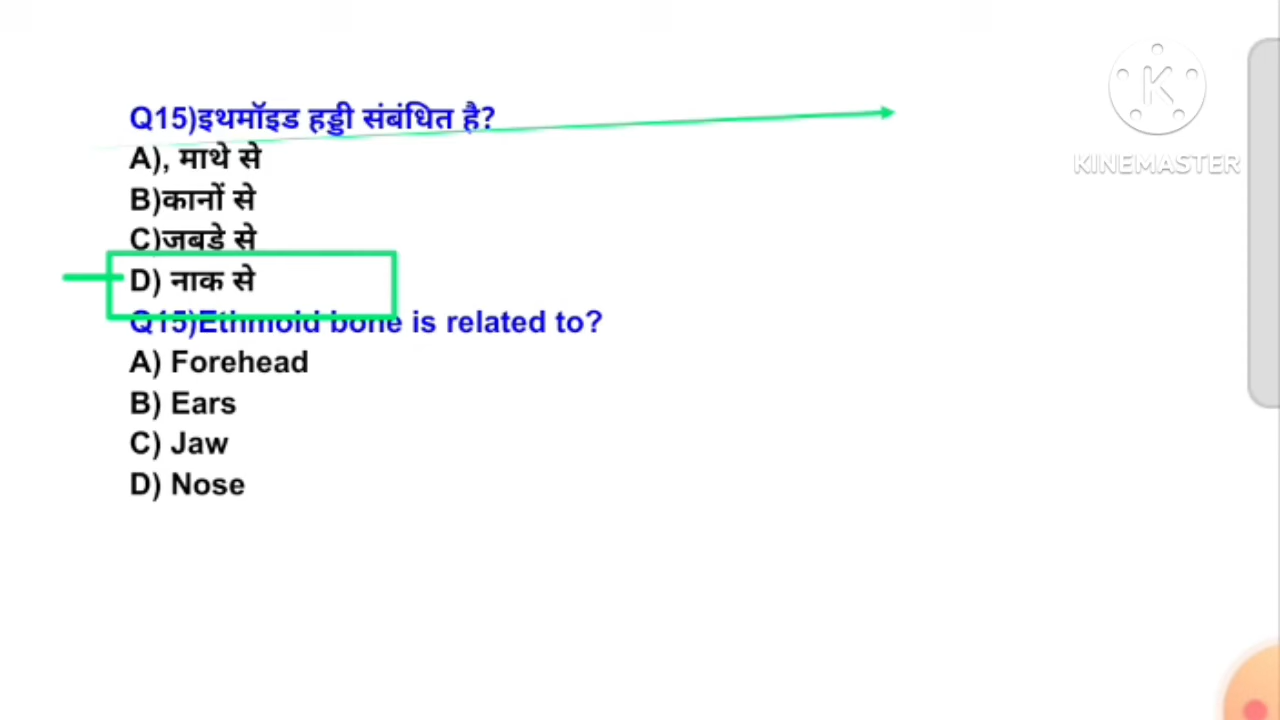 Q15)इथमॉइड हड्डी संबंधित है?
A), माथे से
B)कानों से
C)जबडे से
D) नाक से
Q15)Ethmoid bone is related to?
A) Forehead
B) Ears
C) Jaw
D) Nose
K
KINEMASTER